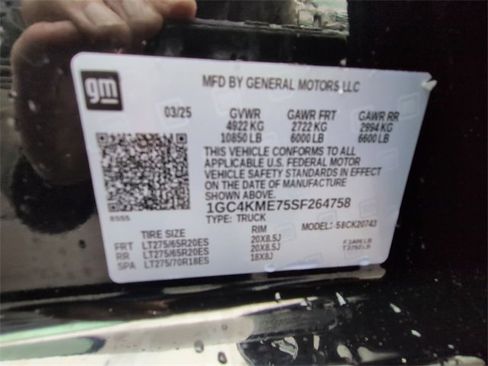 gm
MFD BY GENERAL MOTORS LLC
03/25 GVWR GAWR FRT GAWR RR
4922 KG 2722 KG 2994 KG
10850 LB 6000 LB 6600 LB
THIS VEHICLE CONFORMS TO ALL
APPLICABLE U.S. FEDERAL MOTOR
VEHICLE SAFETY STANDARDS IN EFFECT
ON THE DATE OF MANUFACTURE
SHOWN ABOVE.
1GC4KME75SF264758
TYPE: TRUCK MODEL: 58CK20743
TIRE SIZE RIM
FRT LT275/65R20ES 20X8.5J
RR LT275/65R20ES 20X8.5J
SPA LT275/70R18ES 18X8J